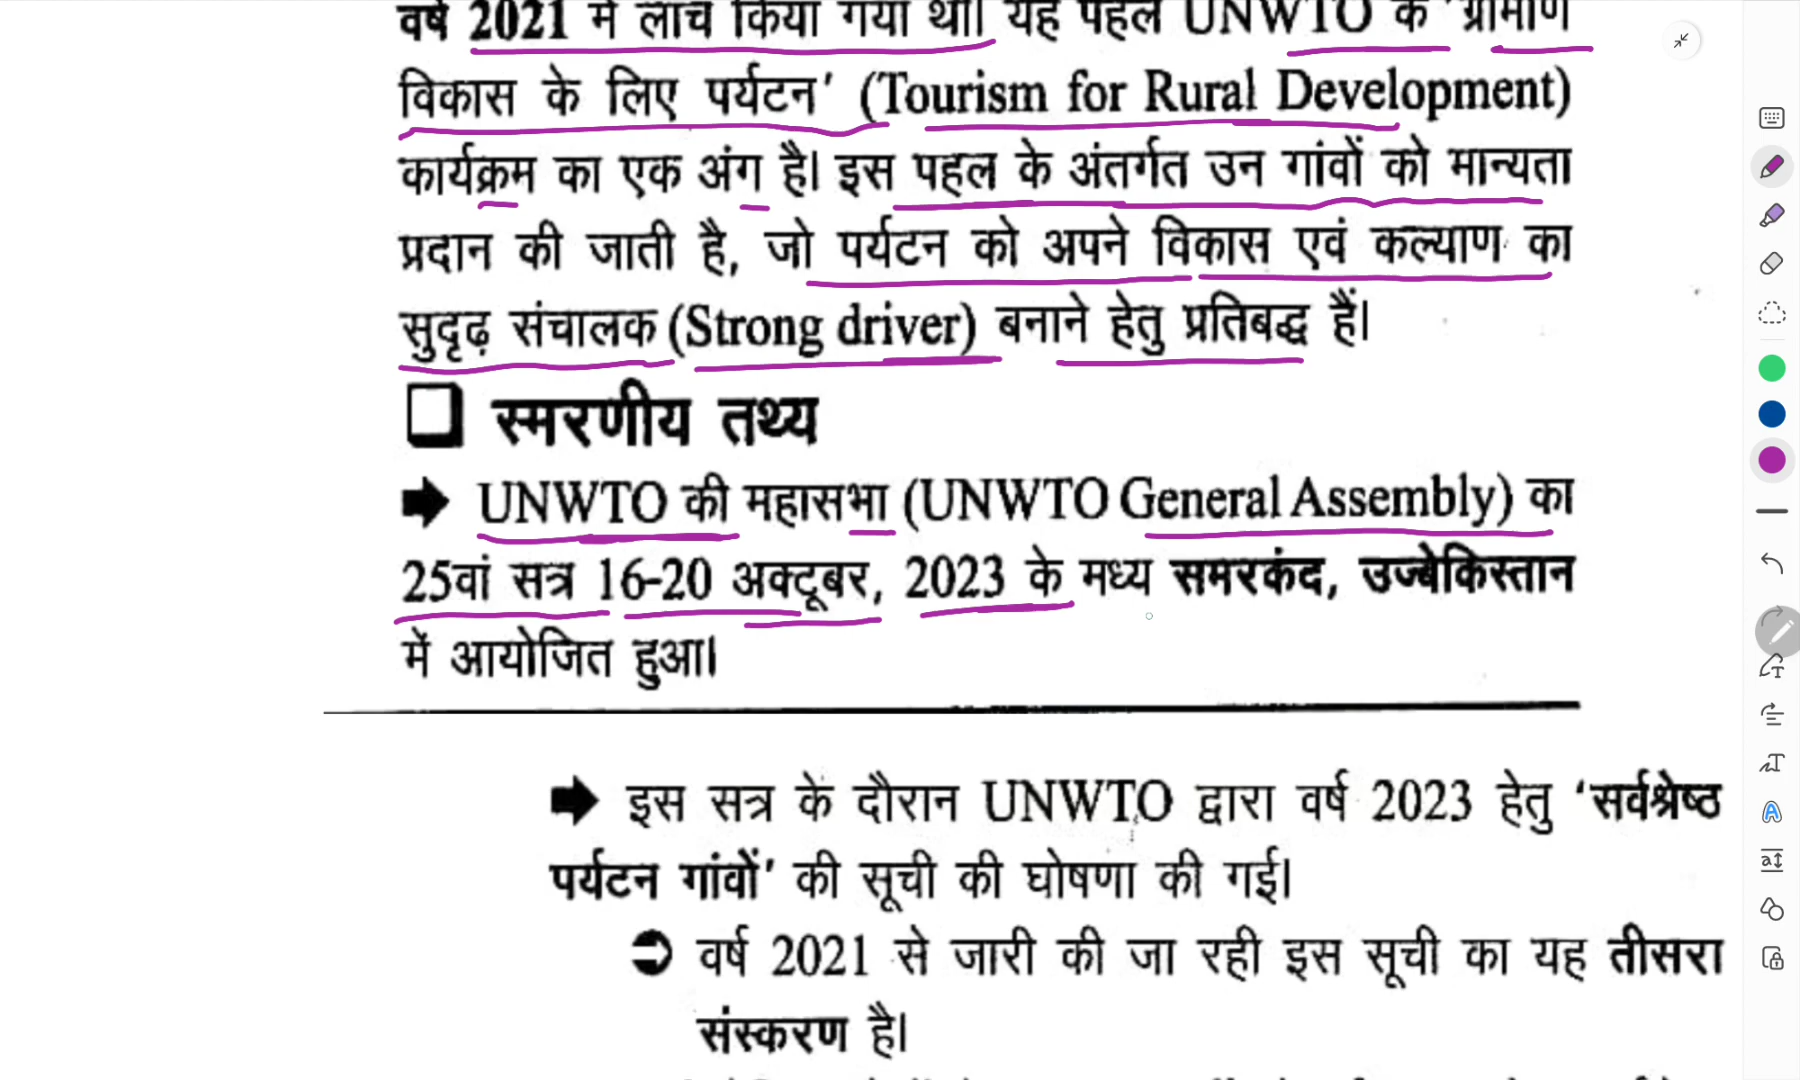 वर्ष 2021 में लांच किया गया था। यह पहल UNWTO के 'ग्रामीण
विकास के लिए पर्यटन' (Tourism for Rural Development)
कार्यक्रम का एक अंग है। इस पहल के अंतर्गत उन गांवों को मान्यता
प्रदान की जाती है, जो पर्यटन को अपने विकास एवं कल्याण का
सुदृढ़ संचालक (Strong driver) बनाने हेतु प्रतिबद्ध हैं।
स्मरणीय तथ्य
UNWTO की महासभा (UNWTO General Assembly) का
25वां सत्र 16-20 अक्टूबर, 2023 के मध्य समरकंद, उज्बेकिस्तान
में आयोजित हुआ।
इस सत्र के दौरान UNWTO द्वारा वर्ष 2023 हेतु 'सर्वश्रेष्ठ
पर्यटन गांवों' की सूची की घोषणा की गई।
वर्ष 2021 से जारी की जा रही इस सूची का यह तीसरा
संस्करण है।